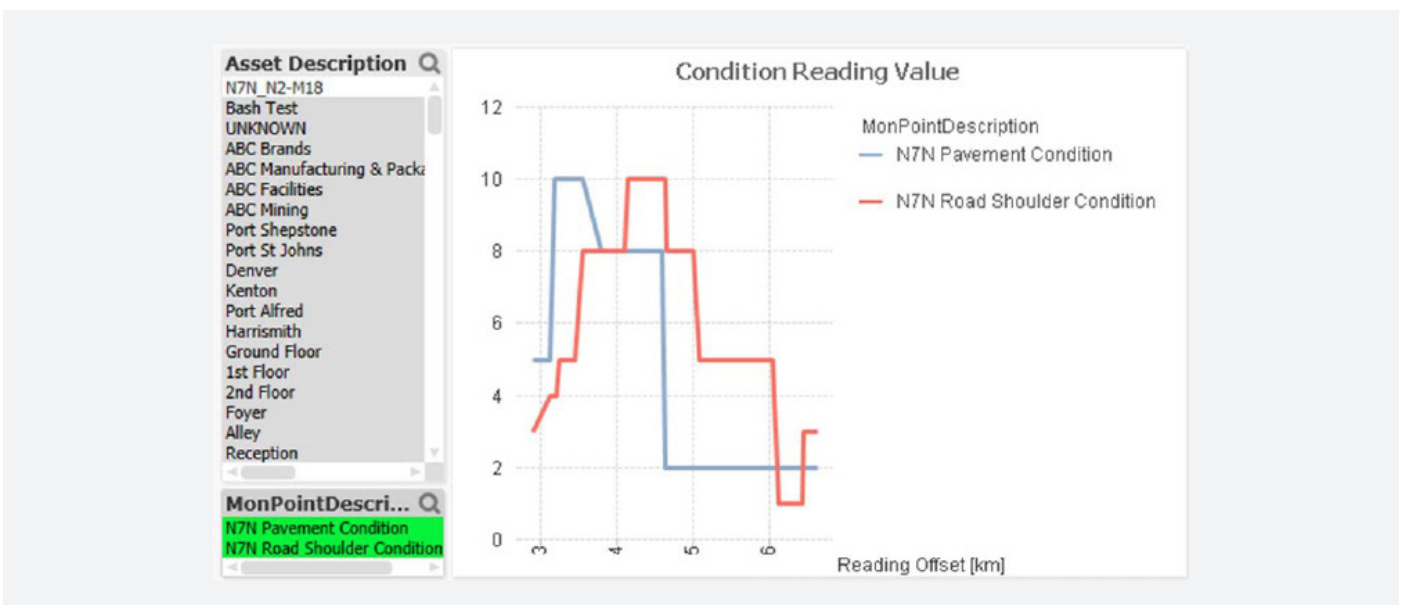 Asset Description
N7N_N2-M18
Bash Test
UNKNOWN
ABC Brands
ABC Manufacturing & Packa
ABC Facilities
ABC Mining
Port Shepstone
Port St Johns
Denver
Kenton
Port Alfred
Harrismith
Ground Floor
1st Floor
2nd Floor
Foyer
Alley
Reception
MonPointDescri...
N7N Pavement Condition
N7N Road Shoulder Condition
Condition Reading Value
12
10
8
6
4
2
0
3
4
5
6
Reading Offset [km]
MonPointDescription
N7N Pavement Condition
N7N Road Shoulder Condition